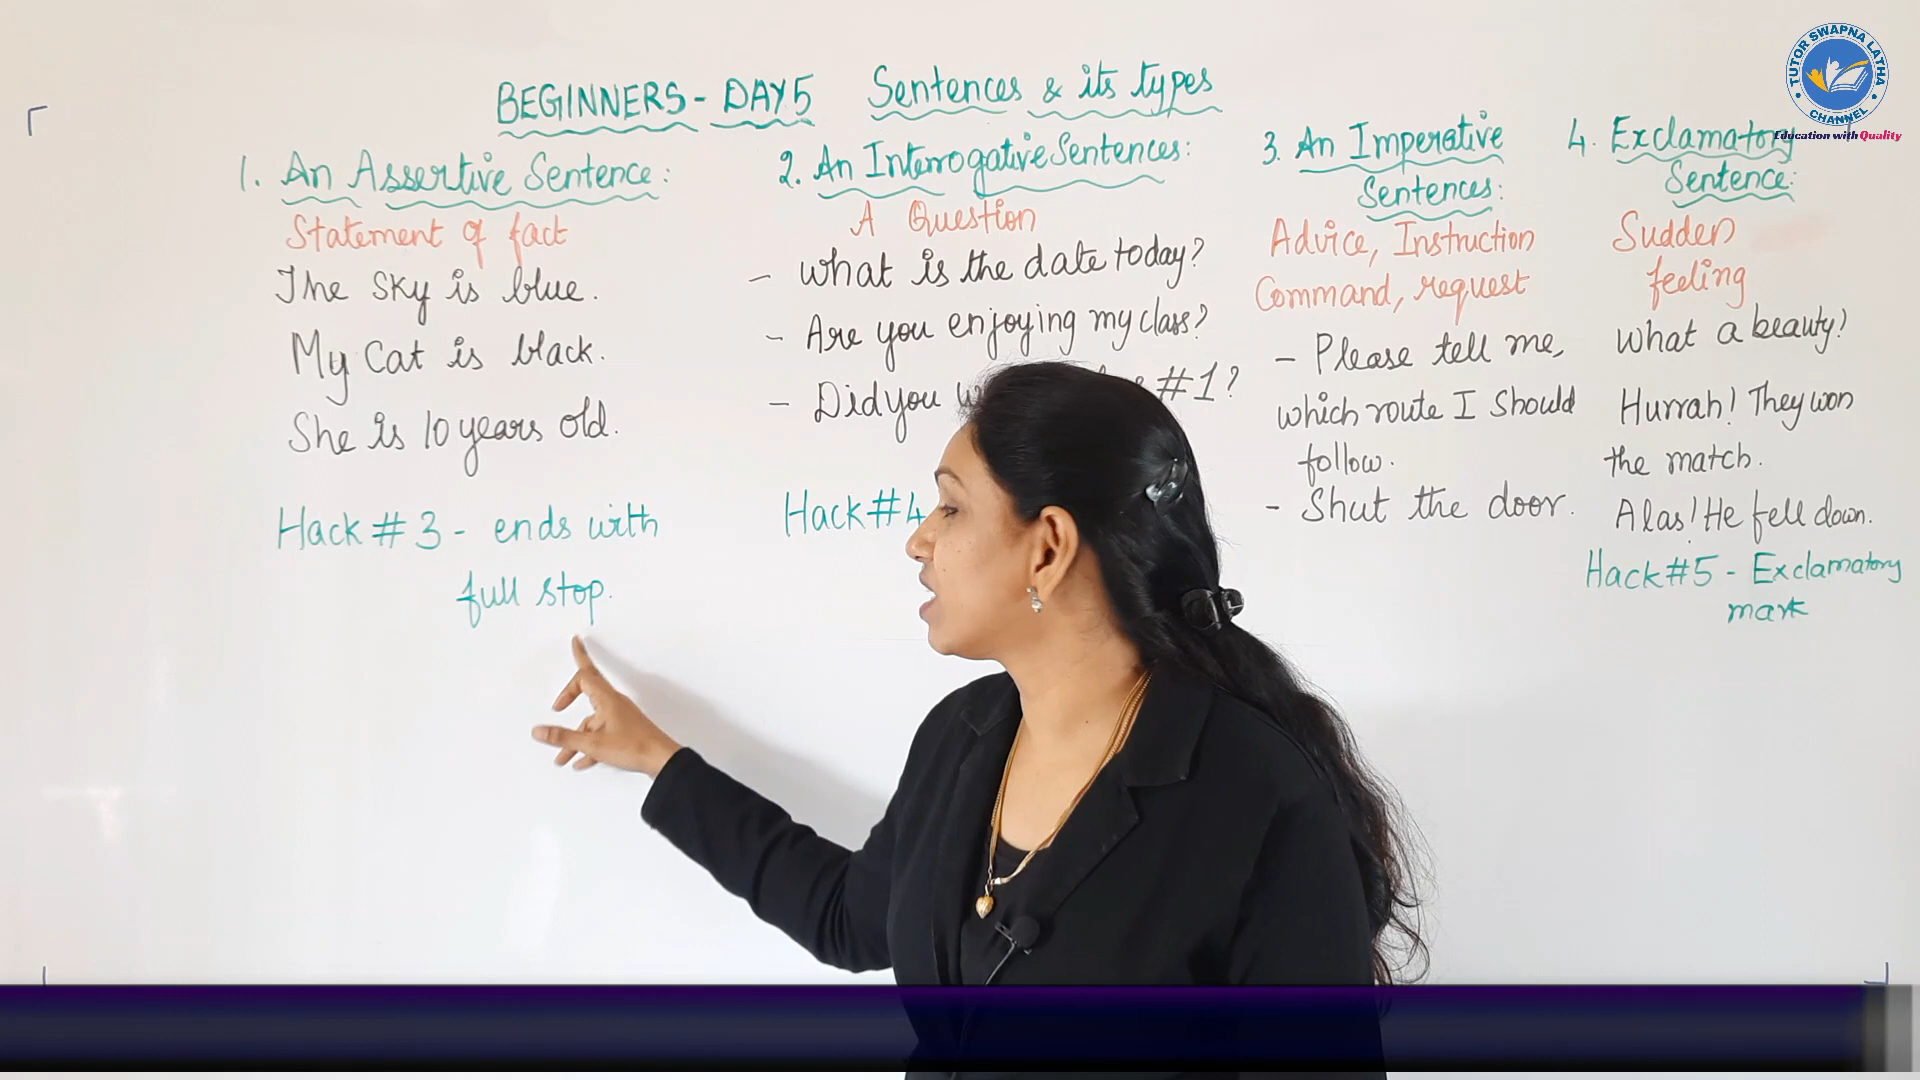 BEGINNERS - DAY 5 Sentences & its types
1. An Assertive Sentence:
Statement of fact
The sky is blue.
My Cat is black.
She is 10 years old.
Hack # 3 - ends with
full stop.
2. An Interrogative Sentences:
A Question
- What is the date today?
- Are you enjoying my class?
- Did you #1?
Hack #4
3. An Imperative
Sentences:
Advice, Instruction
Command, request
- Please tell me,
which route I should
follow.
- Shut the door.
4. Exclamatory
Sentence:
Sudden
feeling
What a beauty!
Hurrah! They won
the match.
Alas! He fell down.
Hack #5 - Exclamatory
mark
TUTOR SWAPNA LATHA
CHANNEL
Education with Quality